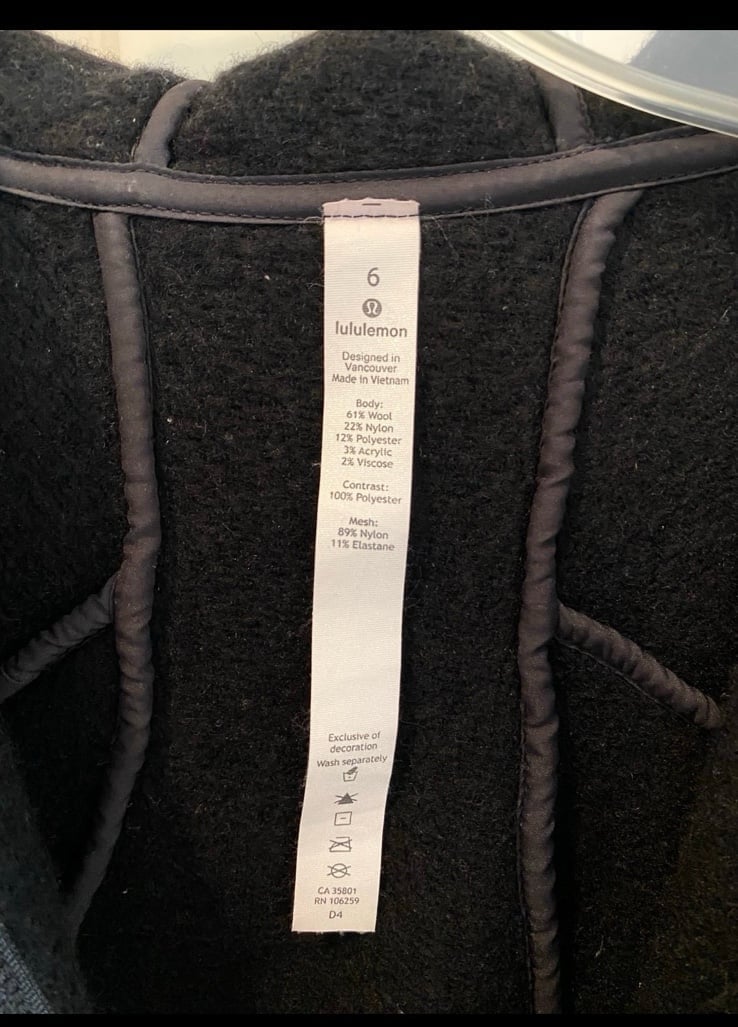 6
lululemon
Designed in
Vancouver
Made in Vietnam
Body:
61% Wool
22% Nylon
12% Polyester
3% Acrylic
2% Viscose
Contrast:
100% Polyester
Mesh:
89% Nylon
11% Elastane
Exclusive of
decoration
Wash separately
CA 35801
RN 106259
D4